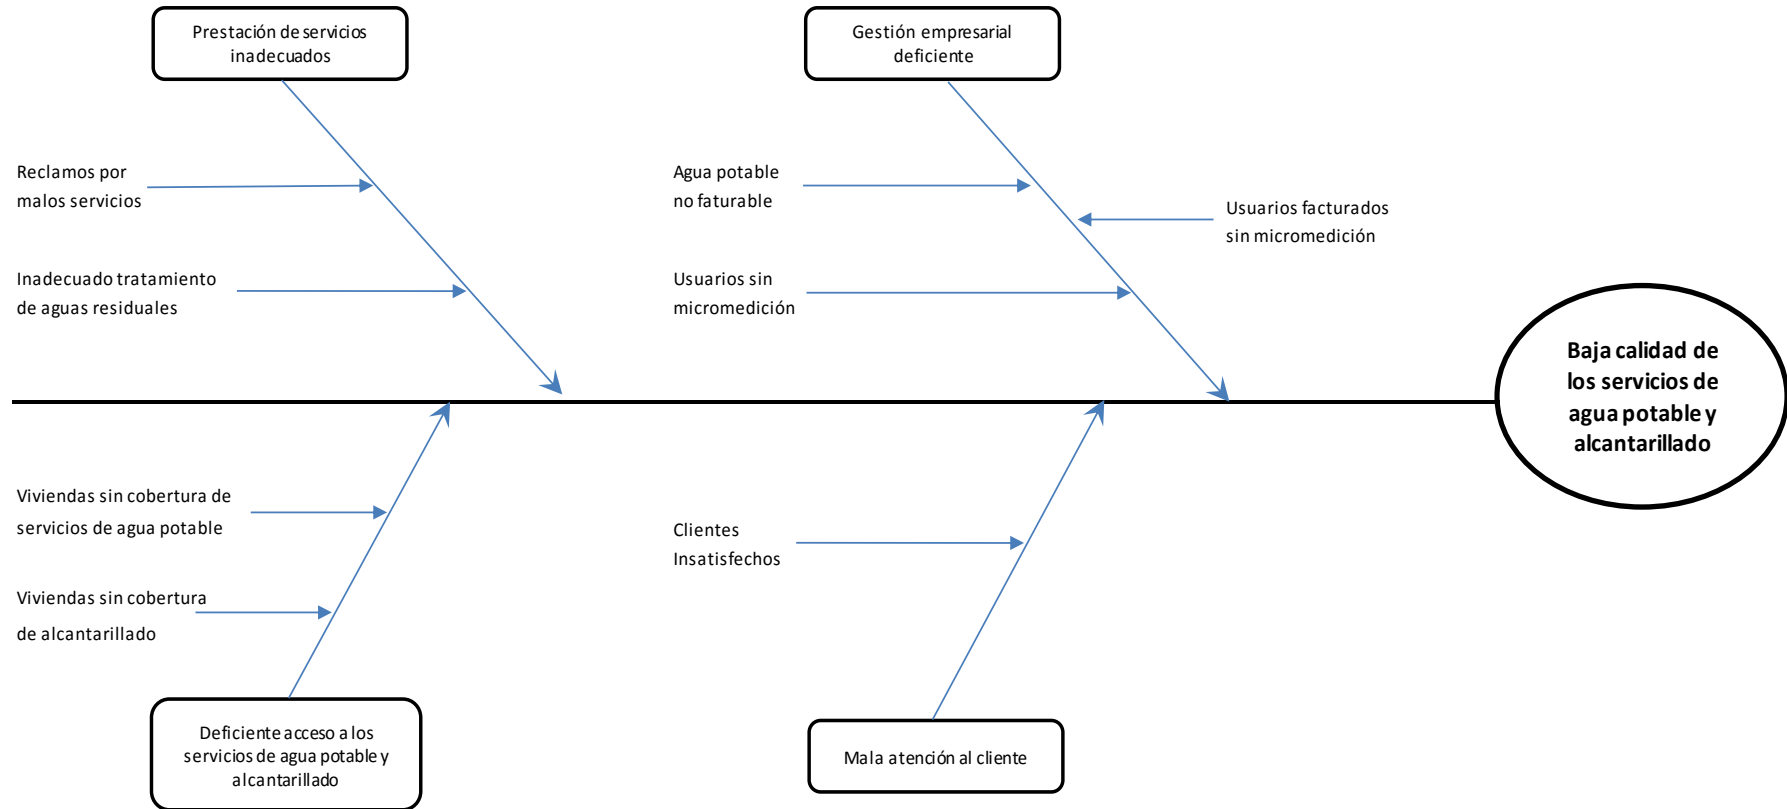 Prestación de servicios
inadecuados
Gestión empresarial
deficiente
Reclamos por
malos servicios
Inadecuado tratamiento
de aguas residuales
Agua potable
no faturable
Usuarios facturados
sin micromedición
Usuarios sin
micromedición
Baja calidad de
los servicios de
agua potable y
alcantarillado
Viviendas sin cobertura de
servicios de agua potable
Viviendas sin cobertura
de alcantarillado
Clientes
Insatisfechos
Deficiente acceso a los
servicios de agua potable y
alcantarillado
Mala atención al cliente